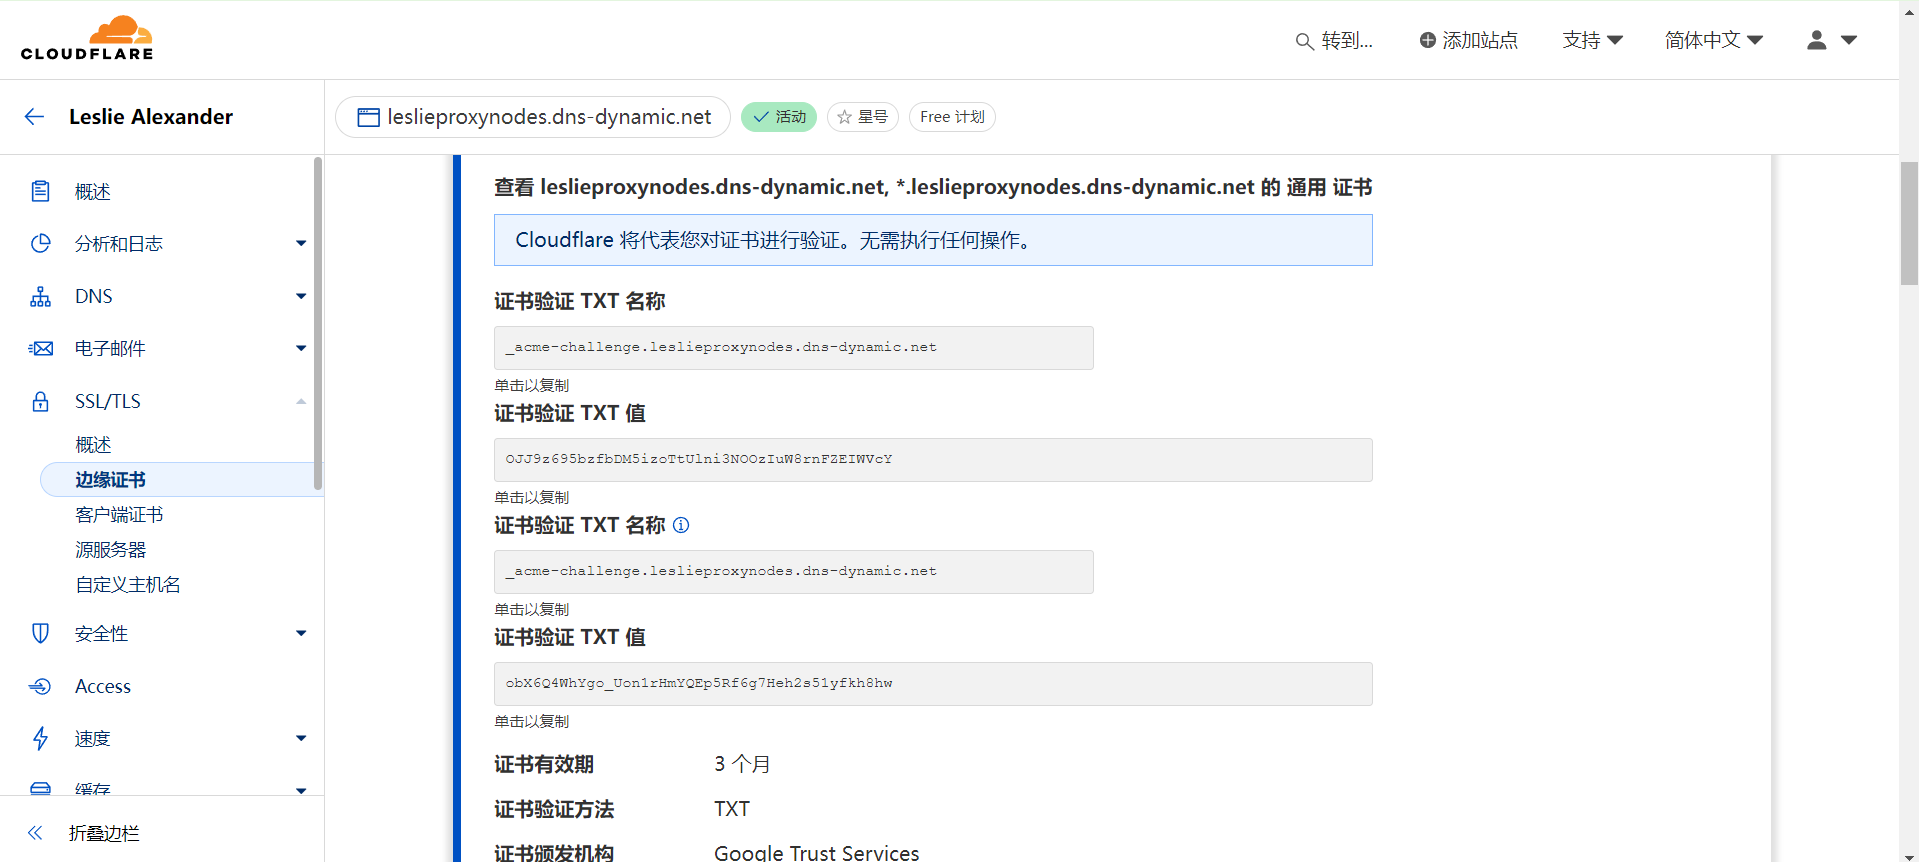 CLOUDFLARE
转到...
添加站点
支持
简体中文
Leslie Alexander
leslieproxynodes.dns-dynamic.net
活动
星号
Free 计划
概述
分析和日志
DNS
电子邮件
SSL/TLS
概述
边缘证书
客户端证书
源服务器
自定义主机名
安全性
Access
速度
缓存
折叠边栏
查看 leslieproxynodes.dns-dynamic.net, *.leslieproxynodes.dns-dynamic.net 的 通用 证书
Cloudflare 将代表您对证书进行验证。无需执行任何操作。
证书验证 TXT 名称
_acme-challenge.leslieproxynodes.dns-dynamic.net
单击以复制
证书验证 TXT 值
OJJ9z695bzfbDM5izoTtUlni3NOOzIuW8rnFZEIWVcY
单击以复制
证书验证 TXT 名称
_acme-challenge.leslieproxynodes.dns-dynamic.net
单击以复制
证书验证 TXT 值
obX6Q4WhYgo_Uon1rHmYQEp5Rf6g7Heh2s51yfkh8hw
单击以复制
证书有效期 3 个月
证书验证方法 TXT
证书颁发机构 Google Trust Services